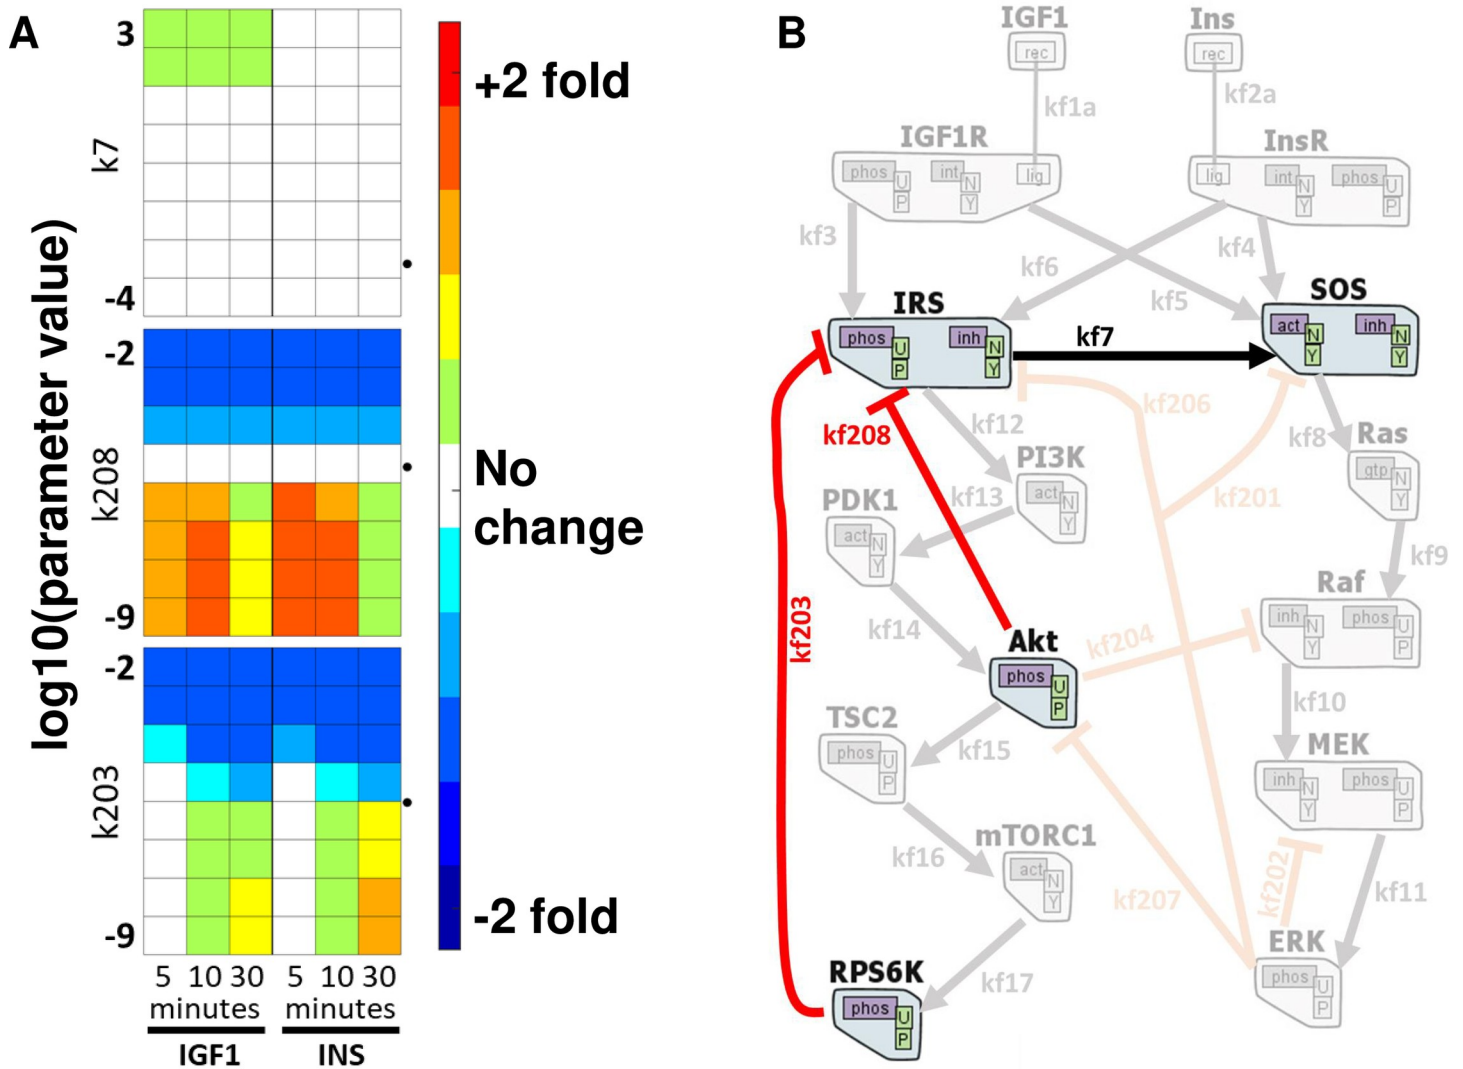 A
log10(parameter value)
3
k7
-4
-2
k208
-9
-2
k203
-9
5 10 30 5 10 30
minutes minutes
IGF1 INS
+2 fold
No
change
-2 fold
B
IGF1 Ins
rec rec
kf1a kf2a
IGF1R InsR
phos U P int N Y lig
lig int N Y phos U P
kf3 kf6 kf5 kf4
IRS SOS
phos U P inh N Y
kf7
act N Y inh N Y
kf208 kf12 kf206 kf8 Ras
gtp N Y
PI3K
act N Y
PDK1 kf13 kf201
act N Y
kf9
Raf
inh N Y phos U P
kf203
kf14 Akt kf204
phos U P
kf10
TSC2 kf15 MEK
phos U P
inh N Y phos U P
mTORC1
act N Y
kf16 kf207 kf202 kf11
RPS6K kf17 ERK
phos U P
phos U P